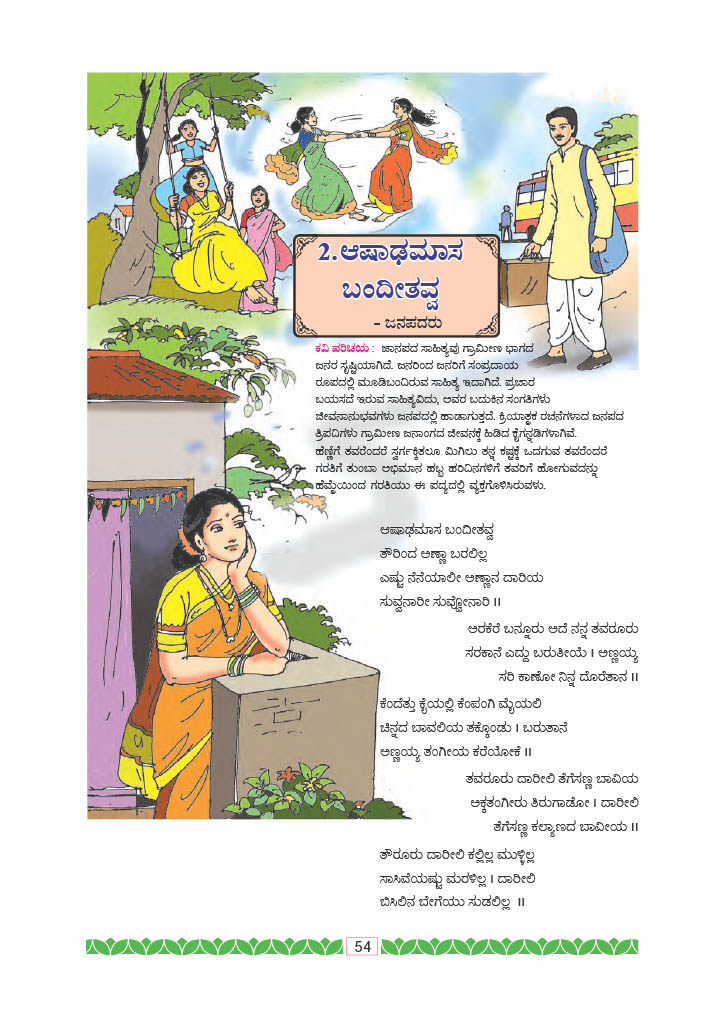 2. ಆಷಾಢಮಾಸ
ಬಂದೀತವ್ವ
- ಜನಪದರು
ಕವಿ ಪರಿಚಯ : ಜಾನಪದ ಸಾಹಿತ್ಯವು ಗ್ರಾಮೀಣ ಭಾಗದ
ಜನರ ಸೃಷ್ಟಿಯಾಗಿದೆ. ಜನರಿಂದ ಜನರಿಗೆ ಸಂಪ್ರದಾಯ
ರೂಪದಲ್ಲಿ ಮೂಡಿಬಂದಿರುವ ಸಾಹಿತ್ಯ ಇದಾಗಿದೆ. ಪ್ರಚಾರ
ಬಯಸದೆ ಇರುವ ಸಾಹಿತ್ಯವಿದು, ಅವರ ಬದುಕಿನ ಸಂಗತಿಗಳು
ಜೀವನಾನುಭವಗಳು ಜನಪದಲ್ಲಿ ಹಾಡಾಗುತ್ತದೆ. ಕ್ರಿಯಾತ್ಮಕ ರಚನೆಗಳಾದ ಜನಪದ
ತ್ರಿಪದಿಗಳು ಗ್ರಾಮೀಣ ಜನಾಂಗದ ಜೀವನಕ್ಕೆ ಹಿಡಿದ ಕೈಗನ್ನಡಿಗಳಾಗಿವೆ.
ಹೆಣ್ಣಿಗೆ ತವರೆಂದರೆ ಸ್ವರ್ಗಕ್ಕಿತಲೂ ಮಿಗಿಲು ತನ್ನ ಕಷ್ಟಕ್ಕೆ ಒದಗುವ ತವರೆಂದರೆ
ಗರತಿಗೆ ತುಂಬಾ ಅಭಿಮಾನ ಹಬ್ಬ ಹರಿದಿನಗಳಿಗೆ ತವರಿಗೆ ಹೋಗುವದನ್ನು
ಹೆಮ್ಮೆಯಿಂದ ಗರತಿಯು ಈ ಪದ್ಯದಲ್ಲಿ ವ್ಯಕ್ತಗೊಳಿಸಿರುವಳು.
ಆಷಾಢಮಾಸ ಬಂದೀತವ್ವ
ತೌರಿಂದ ಅಣ್ಣಾ ಬರಲಿಲ್ಲ
ಎಷ್ಟು ನೆನೆಯಾಲೀ ಅಣ್ಣಾನ ದಾರಿಯ
ಸುವ್ವನಾರೀ ಸುವ್ಹೋನಾರಿ ||
ಅರಕೆರೆ ಬನ್ನೂರು ಅದೆ ನನ್ನ ತವರೂರು
ಸರಕಾನೆ ಎದ್ದು ಬರುತೀಯೆ | ಅಣ್ಣಯ್ಯ
ಸರಿ ಕಾಣೋ ನಿನ್ನ ದೊರೆತಾನ ||
ಕೆಂದೆತ್ತು ಕೈಯಲ್ಲಿ ಕೆಂಪಂಗಿ ಮೈಯಲಿ
ಚಿನ್ನದ ಬಾವಲಿಯ ತಕ್ಕೊಂಡು | ಬರುತಾನೆ
ಅಣ್ಣಯ್ಯ ತಂಗೀಯ ಕರೆಯೋಕೆ ||
ತವರೂರು ದಾರೀಲಿ ತೆಗೆಸಣ್ಣ ಬಾವಿಯ
ಅಕ್ಕತಂಗೀರು ತಿರುಗಾಡೋ | ದಾರೀಲಿ
ತೆಗೆಸಣ್ಣ ಕಲ್ಯಾಣದ ಬಾವೀಯ ||
ತೌರೂರು ದಾರೀಲಿ ಕಲ್ಲಿಲ್ಲ ಮುಳ್ಳಿಲ್ಲ
ಸಾಸಿವೆಯಷ್ಟು ಮರಳಿಲ್ಲ | ದಾರೀಲಿ
ಬಿಸಿಲಿನ ಬೇಗೆಯು ಸುಡಲಿಲ್ಲ ||
54